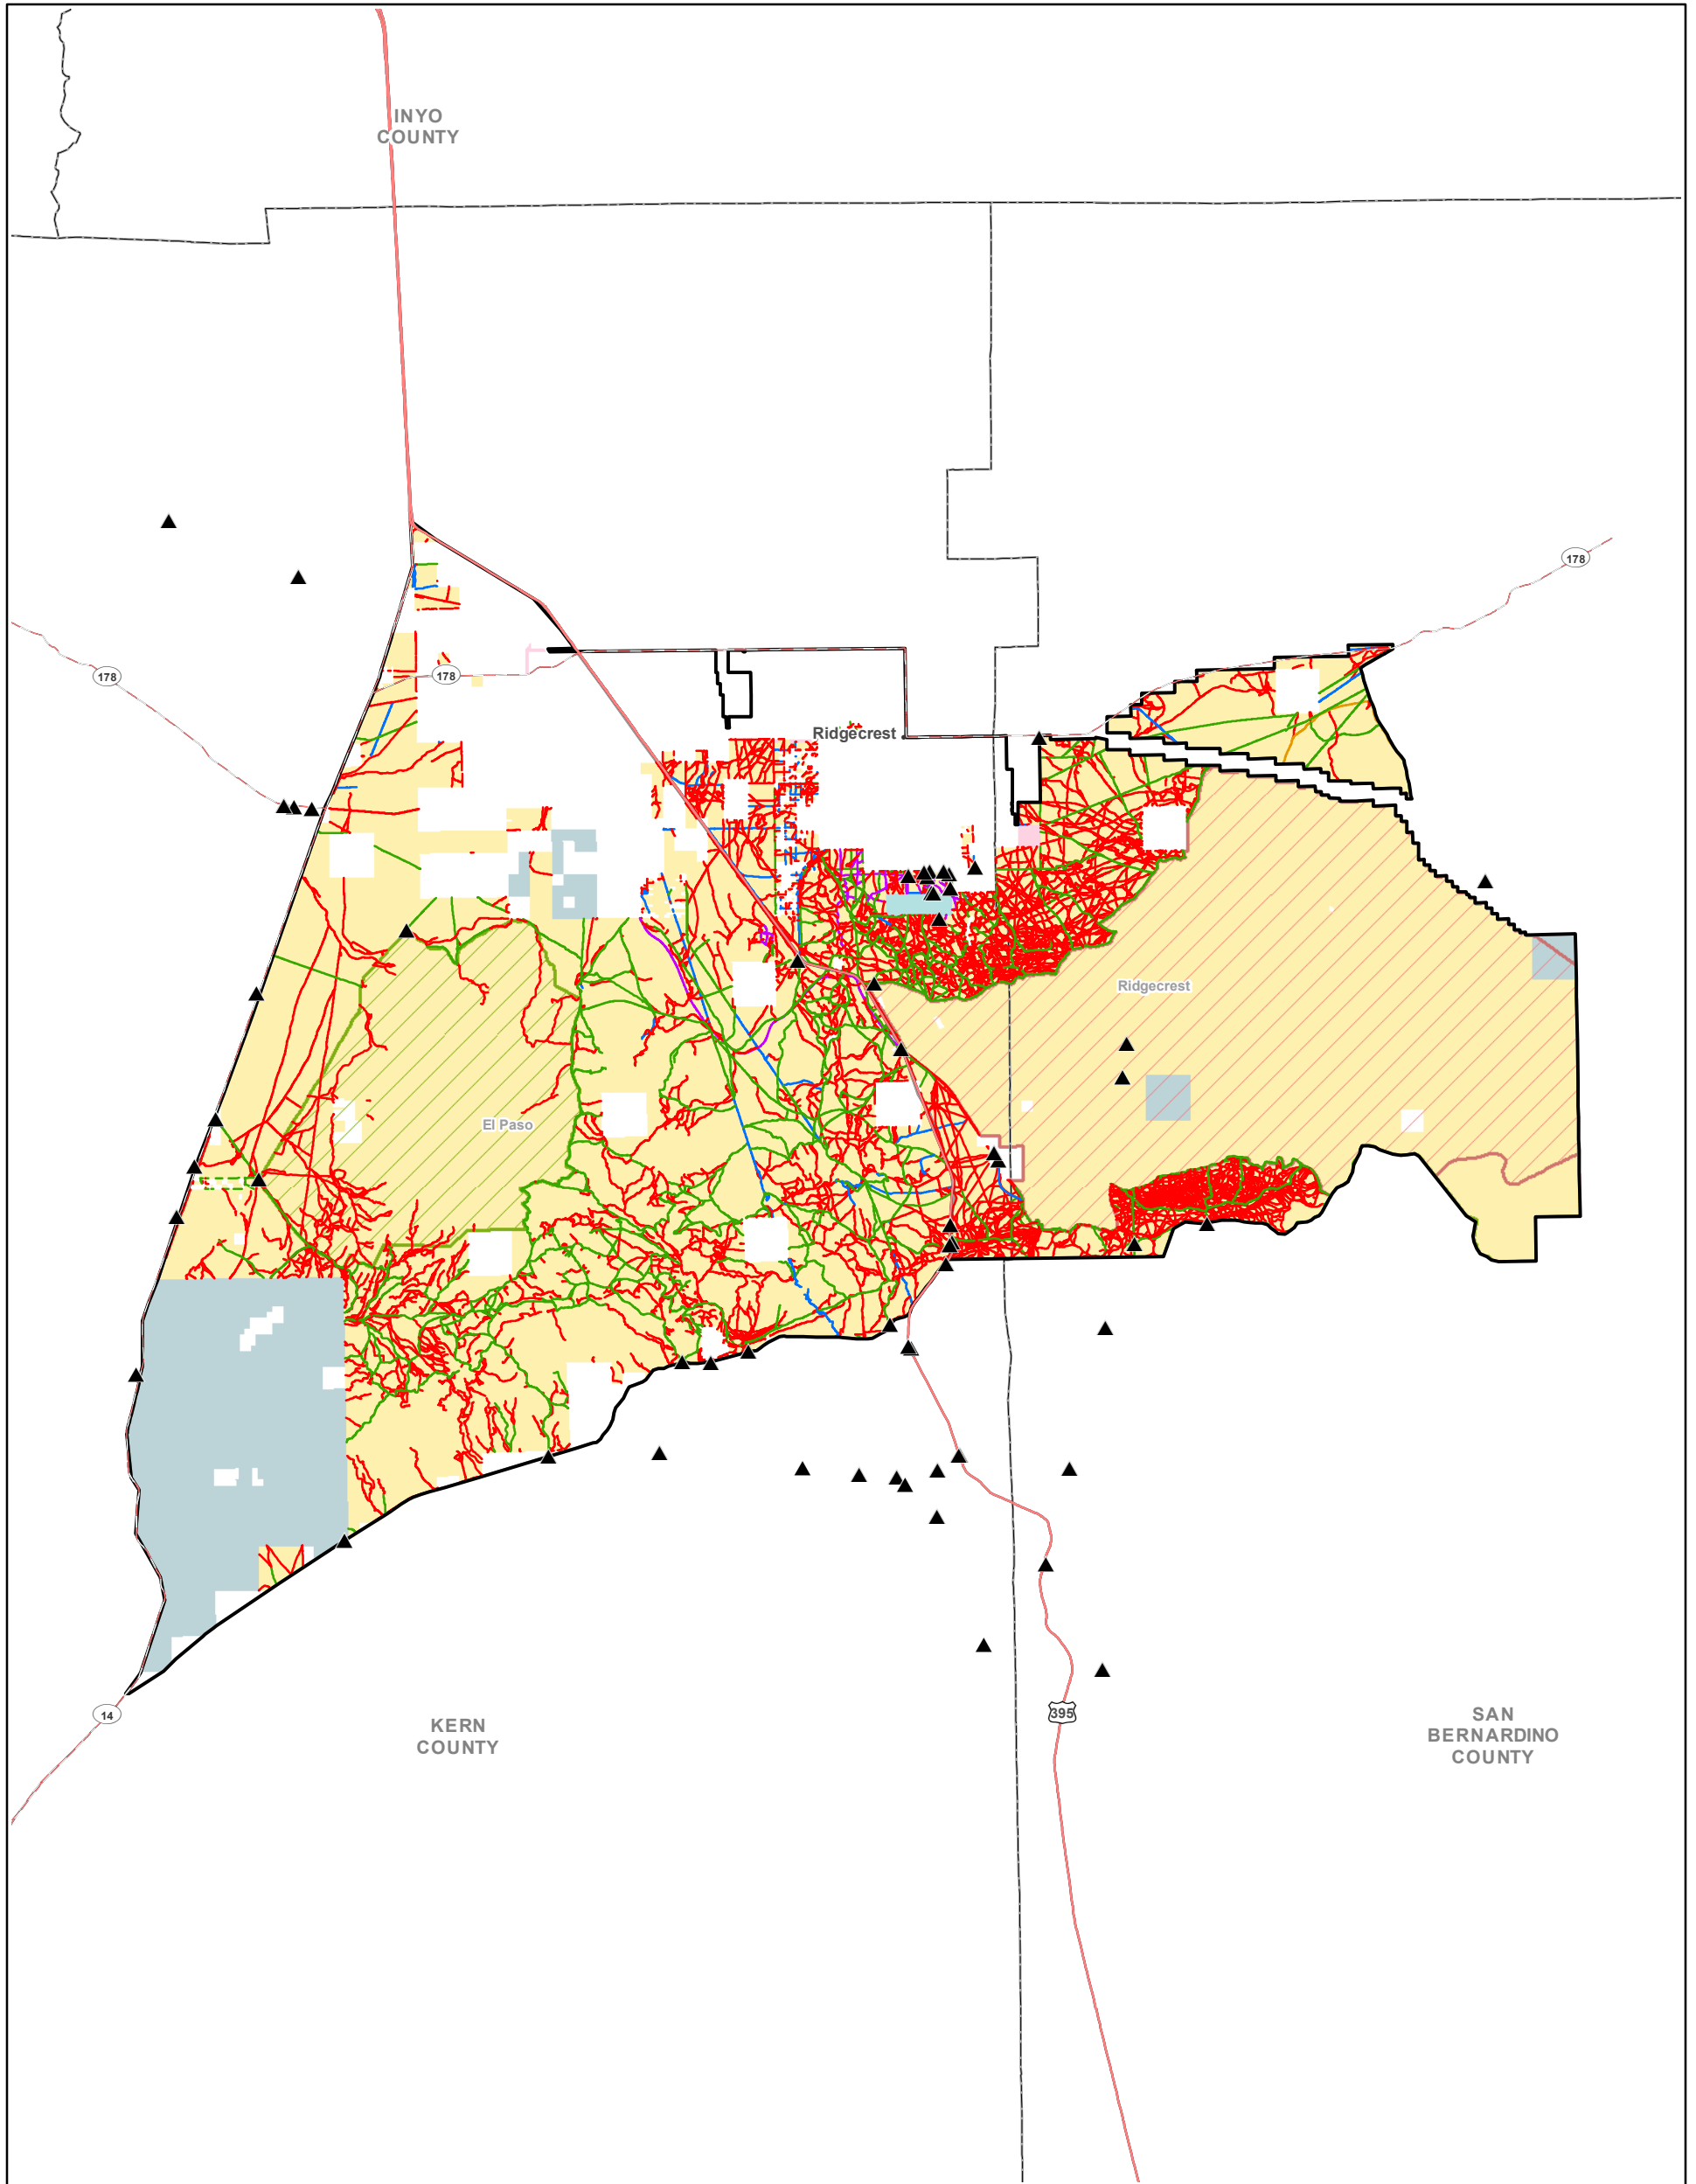 INYO
COUNTY
178
178
178
Ridgecrest
Ridgecrest
El Paso
14
KERN
COUNTY
395
SAN
BERNARDINO
COUNTY